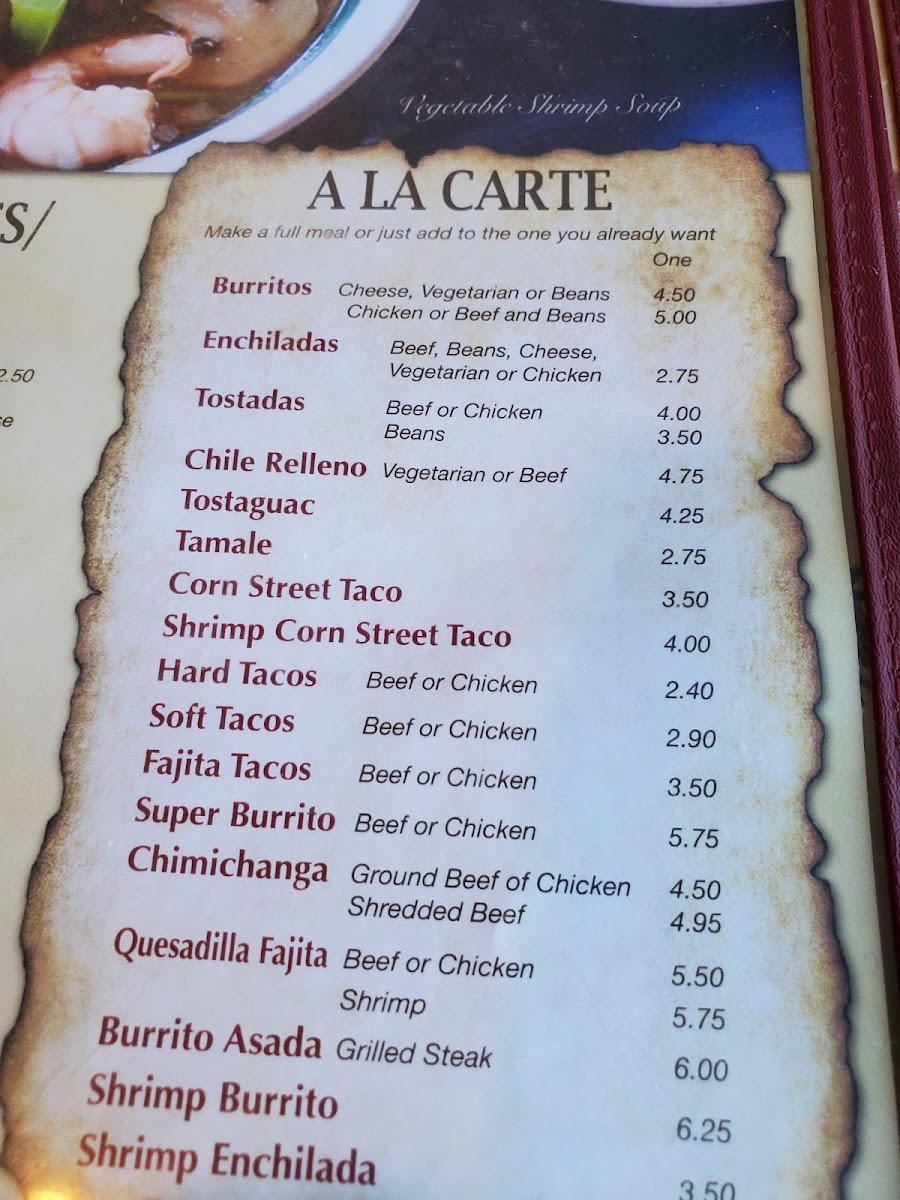 Vegetable Shrimp Soup
A LA CARTE
Make a full meal or just add to the one you already want
One
Burritos Cheese, Vegetarian or Beans 4.50
Chicken or Beef and Beans 5.00
Enchiladas Beef, Beans, Cheese,
Vegetarian or Chicken 2.75
Tostadas Beef or Chicken 4.00
Beans 3.50
Chile Relleno Vegetarian or Beef 4.75
Tostaguac 4.25
Tamale 2.75
Corn Street Taco 3.50
Shrimp Corn Street Taco 4.00
Hard Tacos Beef or Chicken 2.40
Soft Tacos Beef or Chicken 2.90
Fajita Tacos Beef or Chicken 3.50
Super Burrito Beef or Chicken 5.75
Chimichanga Ground Beef of Chicken 4.50
Shredded Beef 4.95
Quesadilla Fajita Beef or Chicken 5.50
Shrimp 5.75
Burrito Asada Grilled Steak 6.00
Shrimp Burrito 6.25
Shrimp Enchilada 3.50